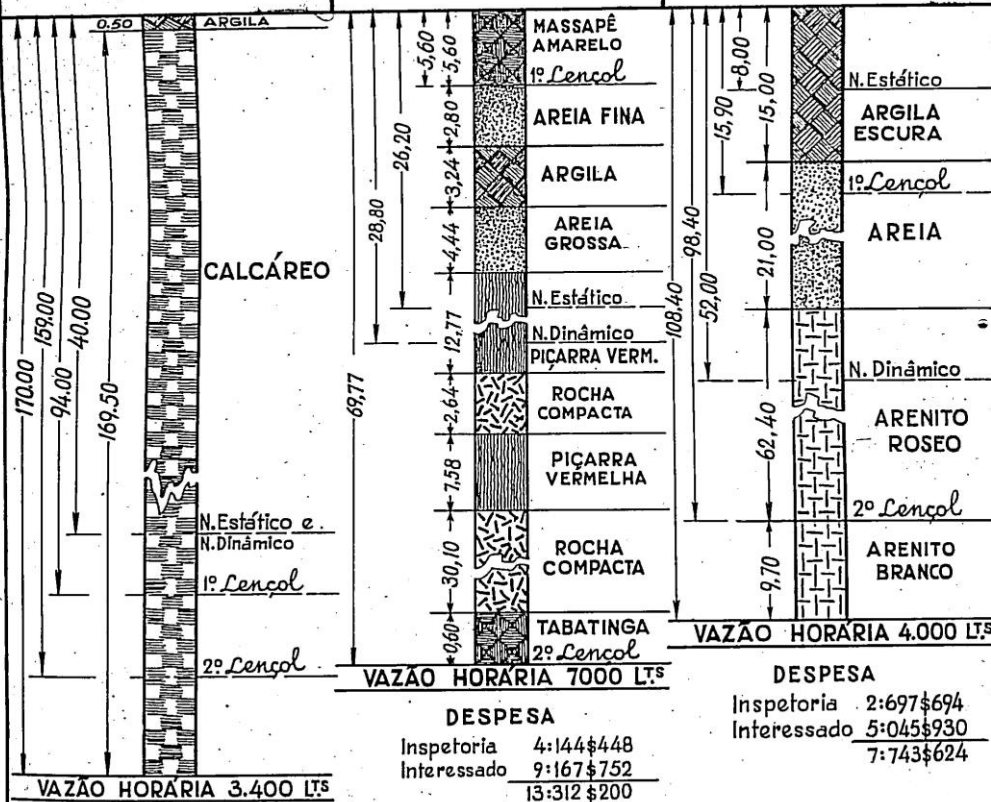 0.50 ARGILA
170.00
159.00
94.00
40.00
169.50
CALCÁREO
N.Estático e
N.Dinâmico
1º Lençol
2º Lençol
VAZÃO HORÁRIA 3.400 LTS
5,60
5,60
2,80
26,20
3,24
28,80
4,44
12,77
69,77
2,64
7,58
30,10
0,60
MASSAPÊ
AMARELO
1º Lençol
AREIA FINA
ARGILA
AREIA
GROSSA
N.Estático
N.Dinâmico
PIÇARRA VERM.
ROCHA
COMPACTA
PIÇARRA
VERMELHA
ROCHA
COMPACTA
TABATINGA
2º Lençol
VAZÃO HORÁRIA 7000 LTS
DESPESA
Inspetoria 4:144$448
Interessado 9:167$752
13:312$200
8,00
15,00
15,90
21,00
98,40
52,00
108.40
62,40
9,70
N.Estático
ARGILA
ESCURA
1º Lençol
AREIA
N.Dinâmico
ARENITO
ROSEO
2º Lençol
ARENITO
BRANCO
VAZÃO HORÁRIA 4.000 LTS
DESPESA
Inspetoria 2:697$694
Interessado 5:045$930
7:743$624